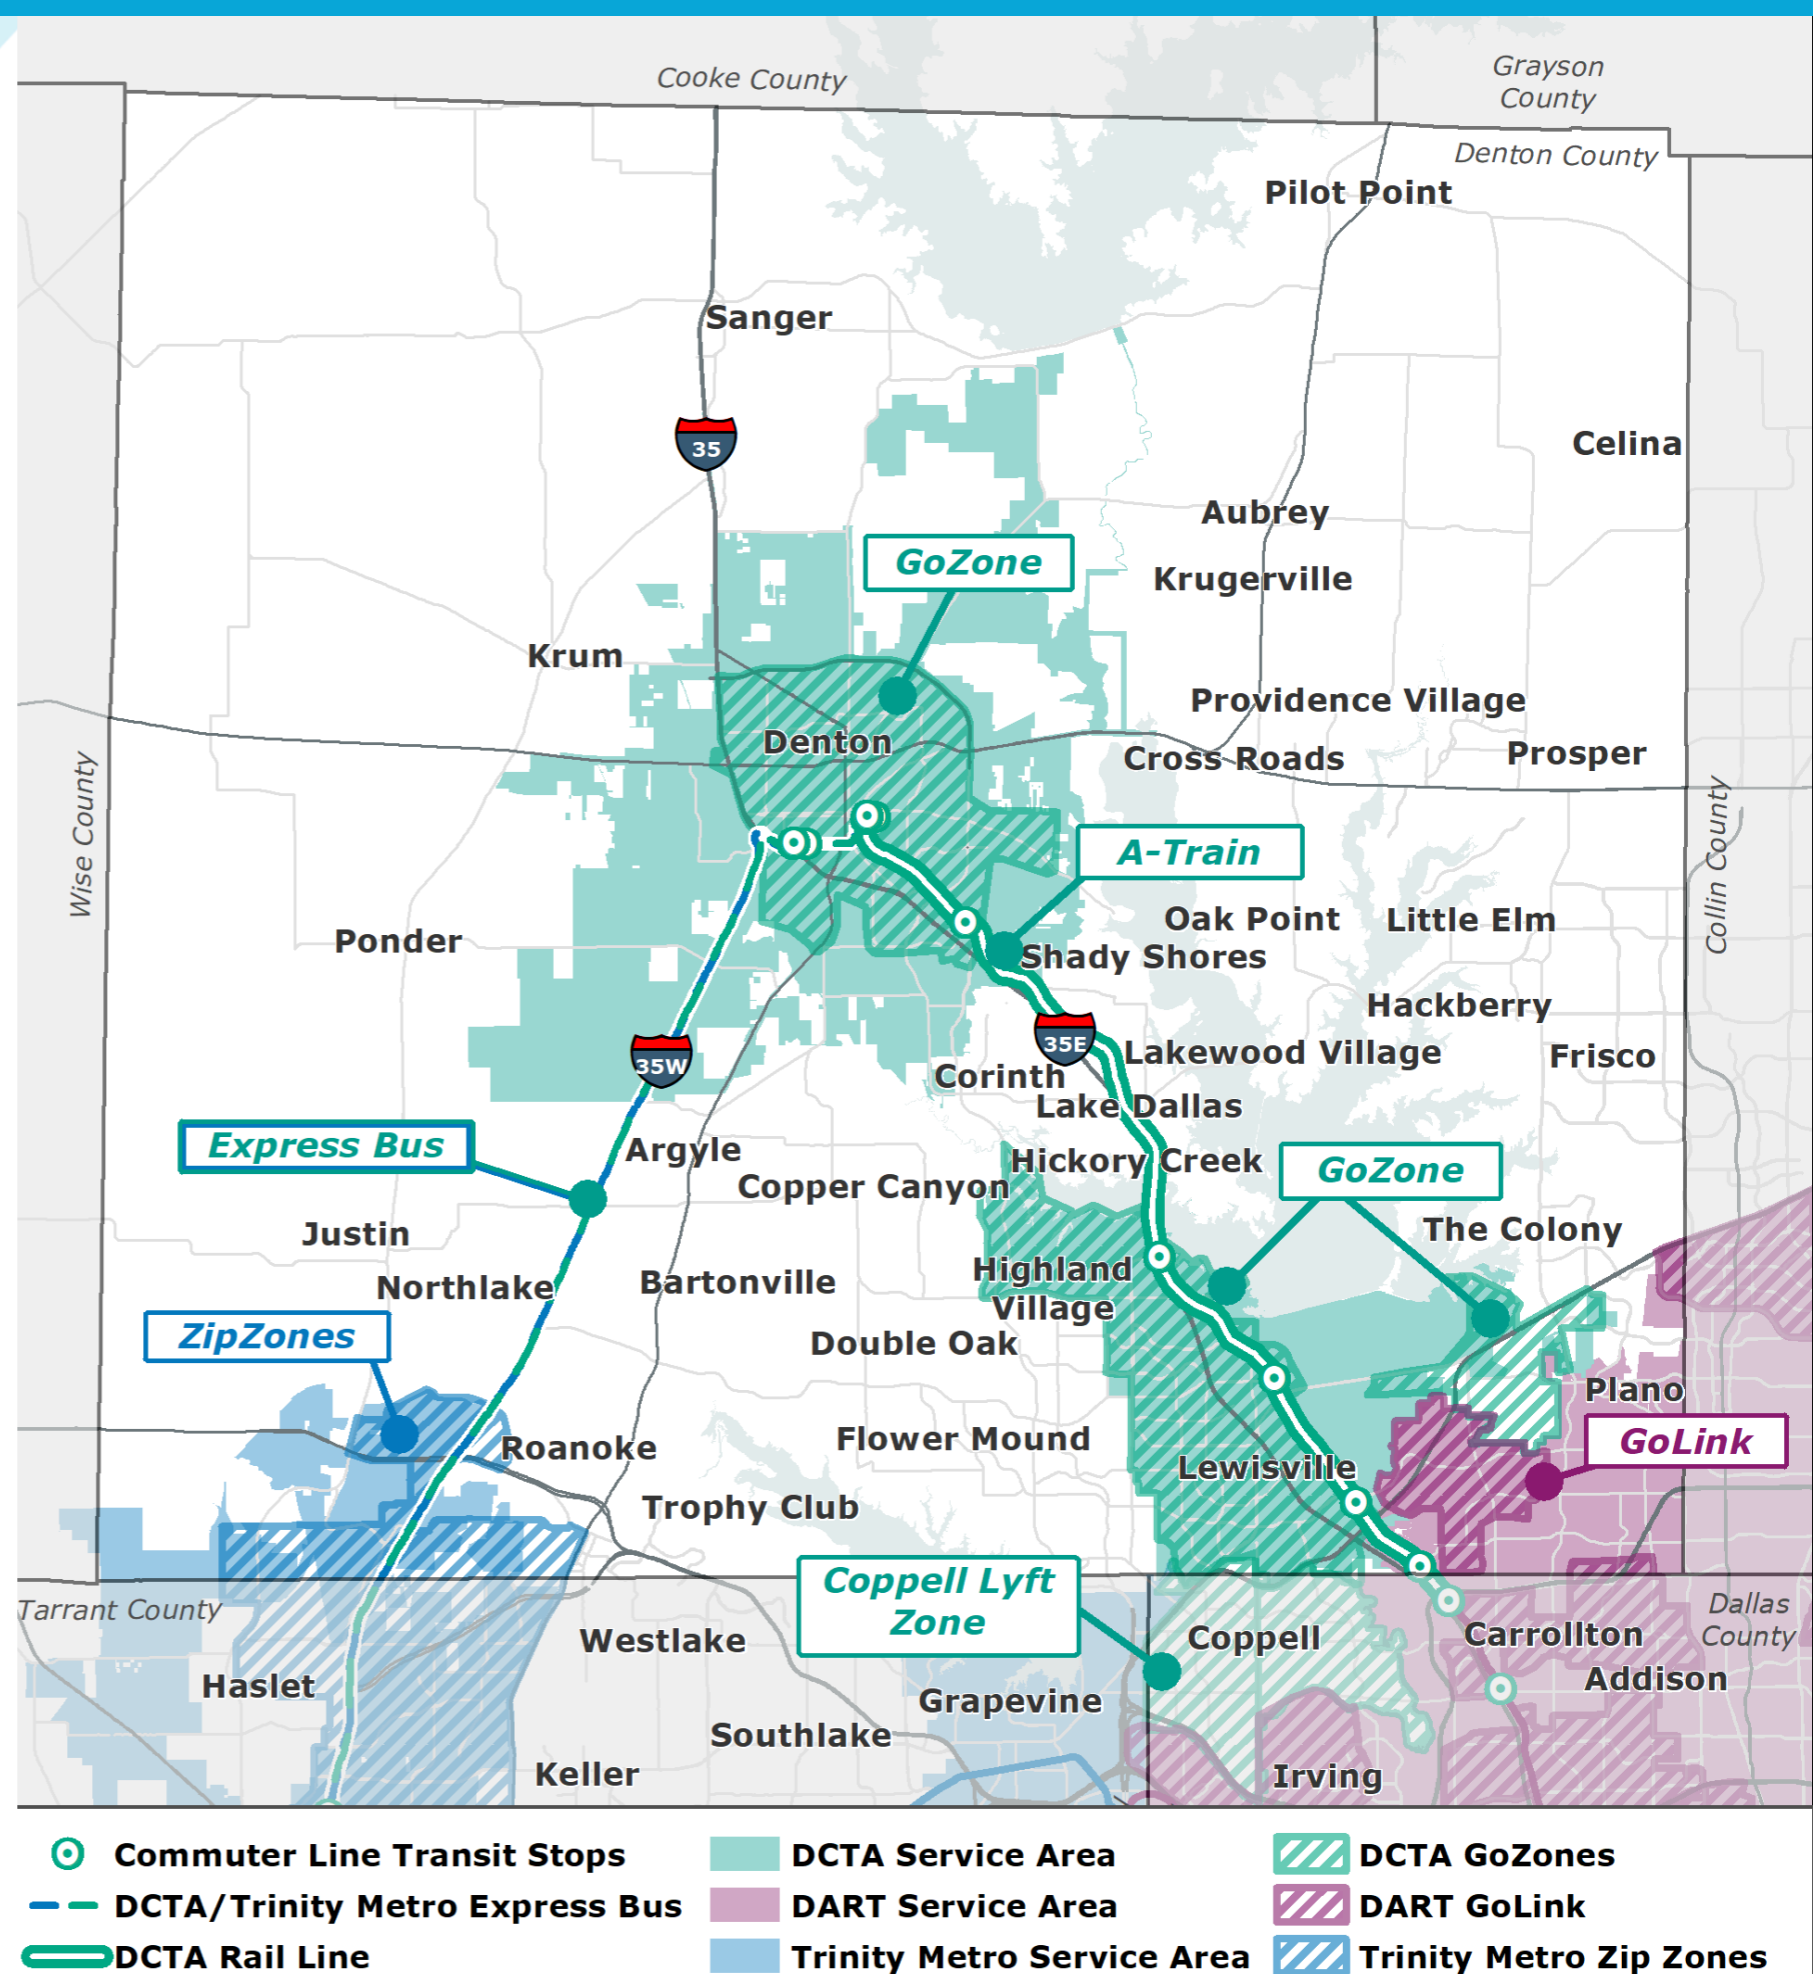 Cooke County
Grayson
County
Denton County
Pilot Point
Sanger
35
Celina
Aubrey
GoZone
Krugerville
Krum
Providence Village
Denton
Cross Roads
Prosper
Wise County
Collin County
A-Train
Oak Point
Little Elm
Ponder
Shady Shores
Hackberry
35E
Lakewood Village
Frisco
35W
Corinth
Lake Dallas
Express Bus
Argyle
Hickory Creek
GoZone
Copper Canyon
Justin
The Colony
Highland
Village
Northlake
Bartonville
ZipZones
Double Oak
Plano
Roanoke
Flower Mound
GoLink
Lewisville
Trophy Club
Coppell Lyft
Zone
Tarrant County
Dallas
County
Westlake
Coppell
Carrollton
Haslet
Addison
Grapevine
Southlake
Keller
Irving
Commuter Line Transit Stops
DCTA Service Area
DCTA GoZones
DCTA/Trinity Metro Express Bus
DART Service Area
DART GoLink
DCTA Rail Line
Trinity Metro Service Area
Trinity Metro Zip Zones